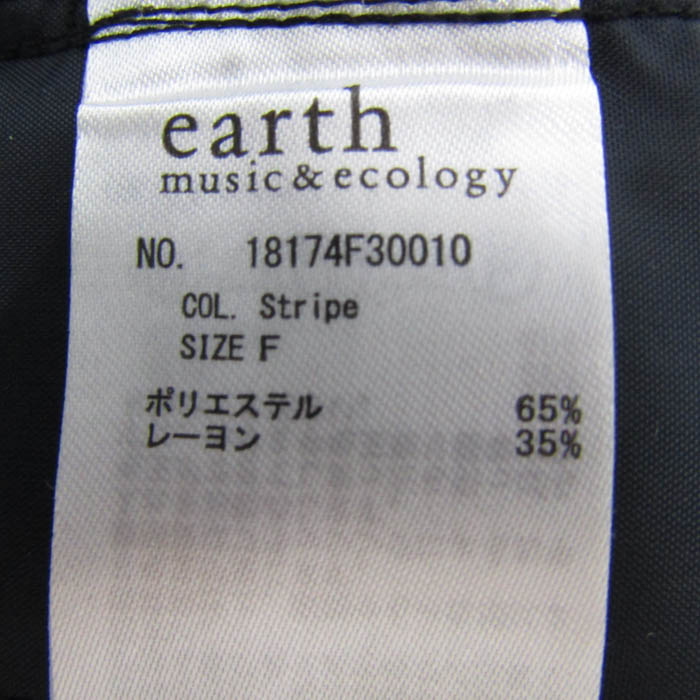 earth
music&ecology
NO. 18174F30010
COL. Stripe
SIZE F
ポリエステル 65%
レーヨン 35%